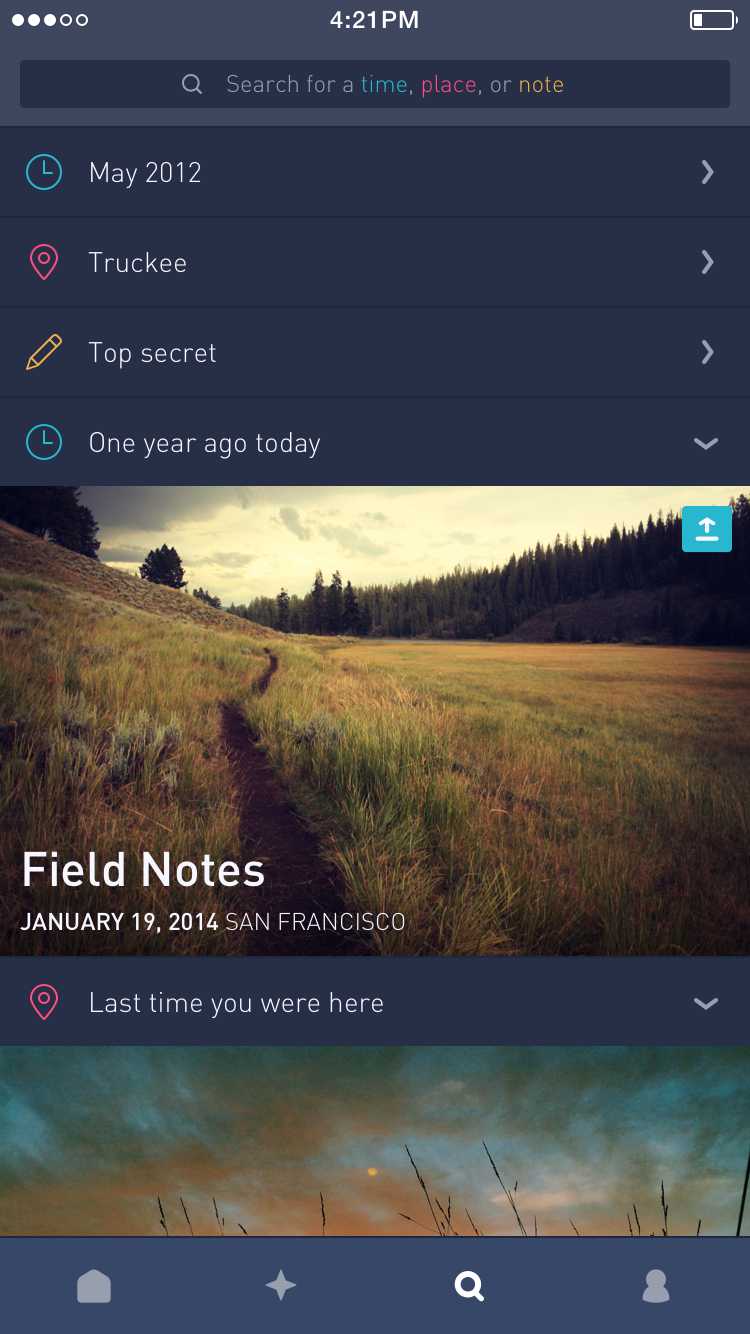 4:21PM
Search for a time, place, or note
May 2012
Truckee
Top secret
One year ago today
Field Notes
JANUARY 19, 2014 SAN FRANCISCO
Last time you were here